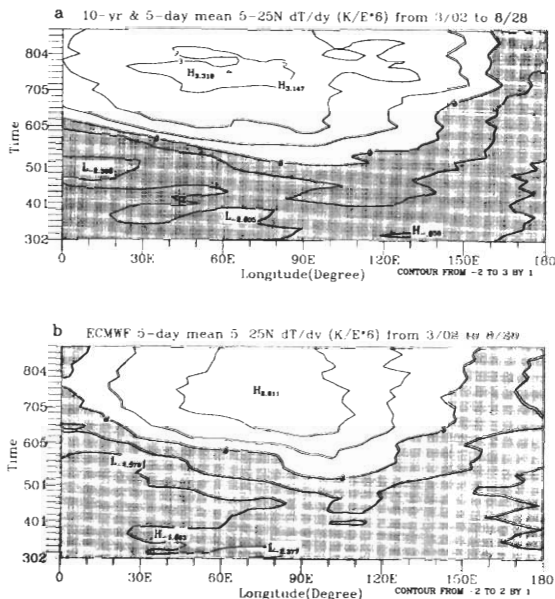 a 10-yr & 5-day mean 5-25N dT/dy (K/E*6) from 3/02 to 8/28
804
705
605
501
401
302
Time
H3.319
H3.147
0
0
0 30E 60E 90E 120E 150E 180
Longitude(Degree)
CONTOUR FROM -2 TO 3 BY 1
b ECMWF 5-day mean 5-25N dT/dy (K/E*6) from 3/02
804
705
605
501
401
302
Time
0 30E 60E 90E 120E 150E 180
Longitude(Degree)
CONTOUR FROM -2 TO 2 BY 1